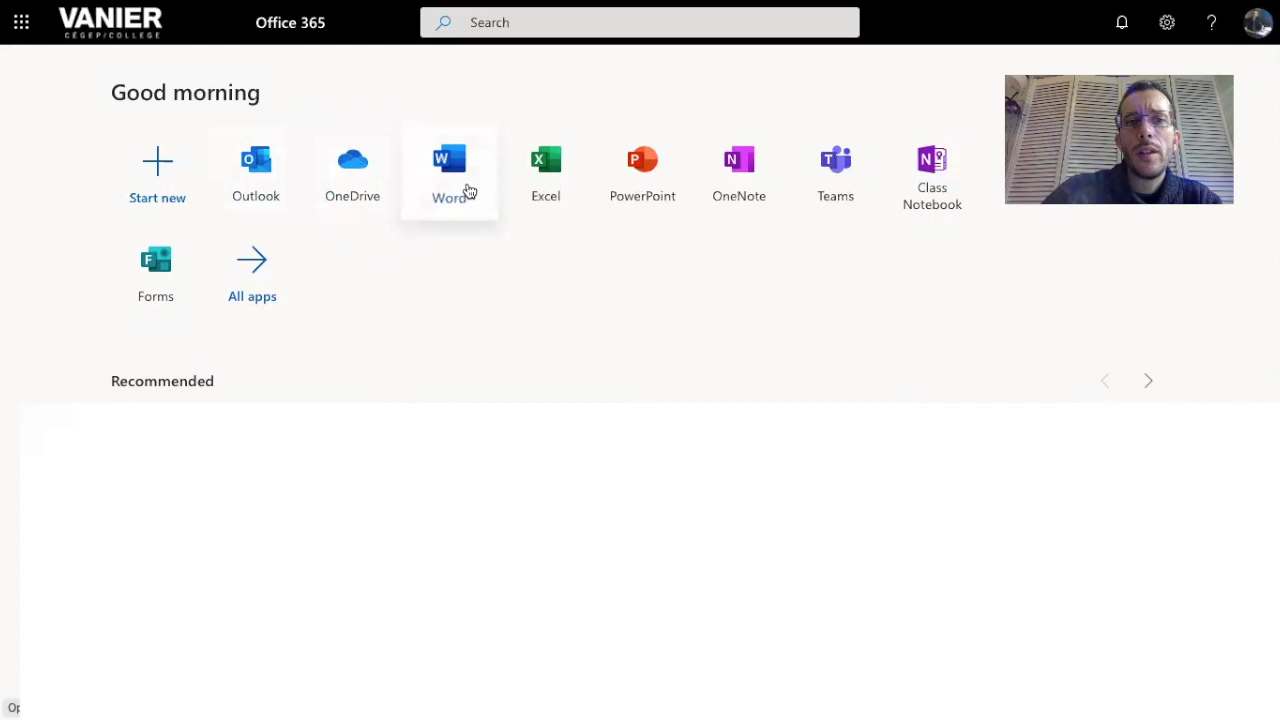 VANIER
CÉGEP/COLLEGE
Office 365
Search
Good morning
Start new
Outlook
OneDrive
Word
Excel
PowerPoint
OneNote
Teams
Class
Notebook
Forms
All apps
Recommended
Op